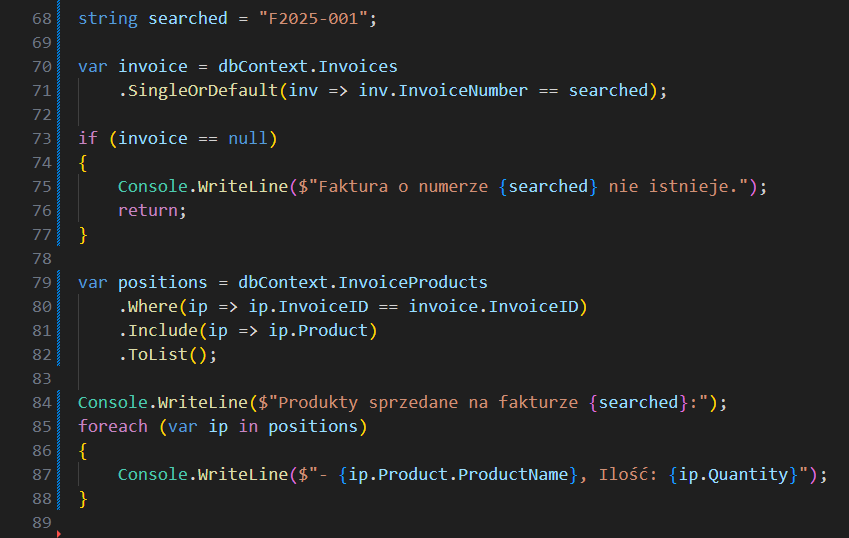 68 string searched = "F2025-001";
69
70 var invoice = dbContext.Invoices
71     .SingleOrDefault(inv => inv.InvoiceNumber == searched);
72
73 if (invoice == null)
74 {
75     Console.WriteLine($"Faktura o numerze {searched} nie istnieje.");
76     return;
77 }
78
79 var positions = dbContext.InvoiceProducts
80     .Where(ip => ip.InvoiceID == invoice.InvoiceID)
81     .Include(ip => ip.Product)
82     .ToList();
83
84 Console.WriteLine($"Produkty sprzedane na fakturze {searched}:");
85 foreach (var ip in positions)
86 {
87     Console.WriteLine($"- {ip.Product.ProductName}, Ilość: {ip.Quantity}");
88 }
89